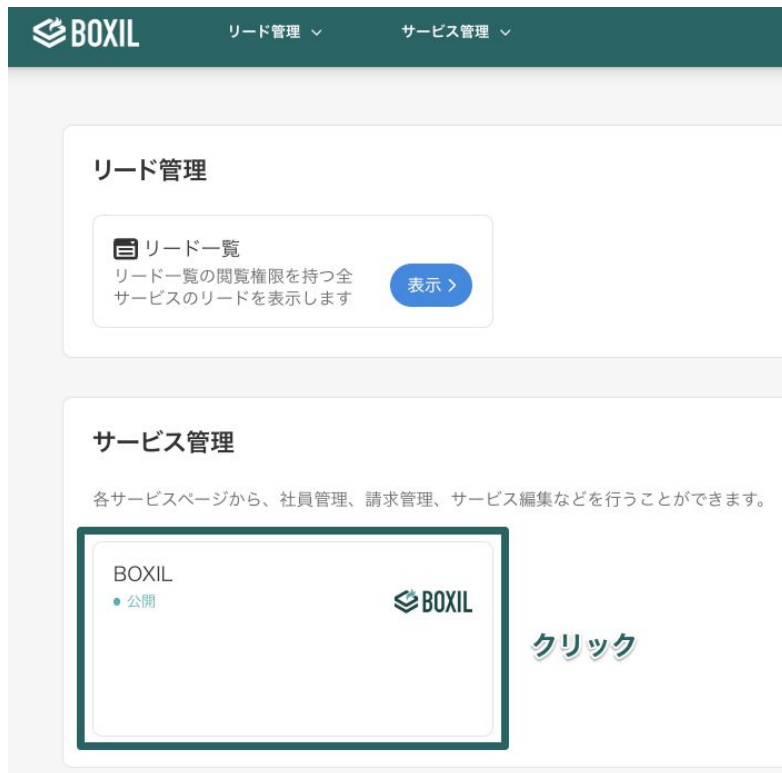 BOXIL
リード管理
サービス管理
リード管理
リード一覧
リード一覧の閲覧権限を持つ全
サービスのリードを表示します
表示
サービス管理
各サービスページから、社員管理、請求管理、サービス編集などを行うことができます。
BOXIL
公開
BOXIL
クリック